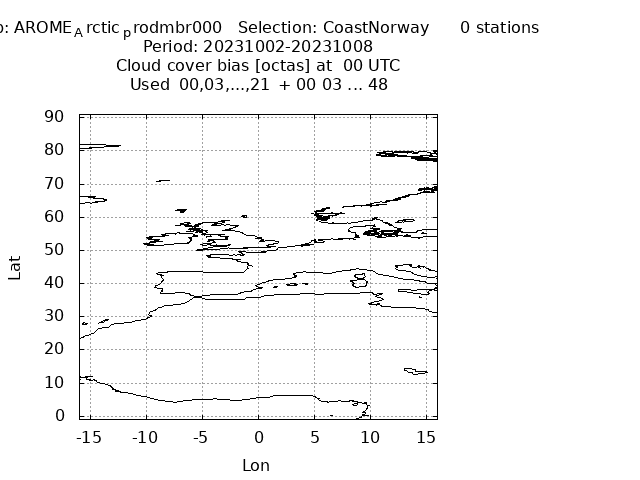 : AROME_Arctic_prodmbr000 Selection: CoastNorway 0 stations
Period: 20231002-20231008
Cloud cover bias [octas] at 00 UTC
Used 00,03,...,21 + 00 03 ... 48
90
80
70
60
50
40
30
20
10
0
Lat
-15 -10 -5 0 5 10 15
Lon